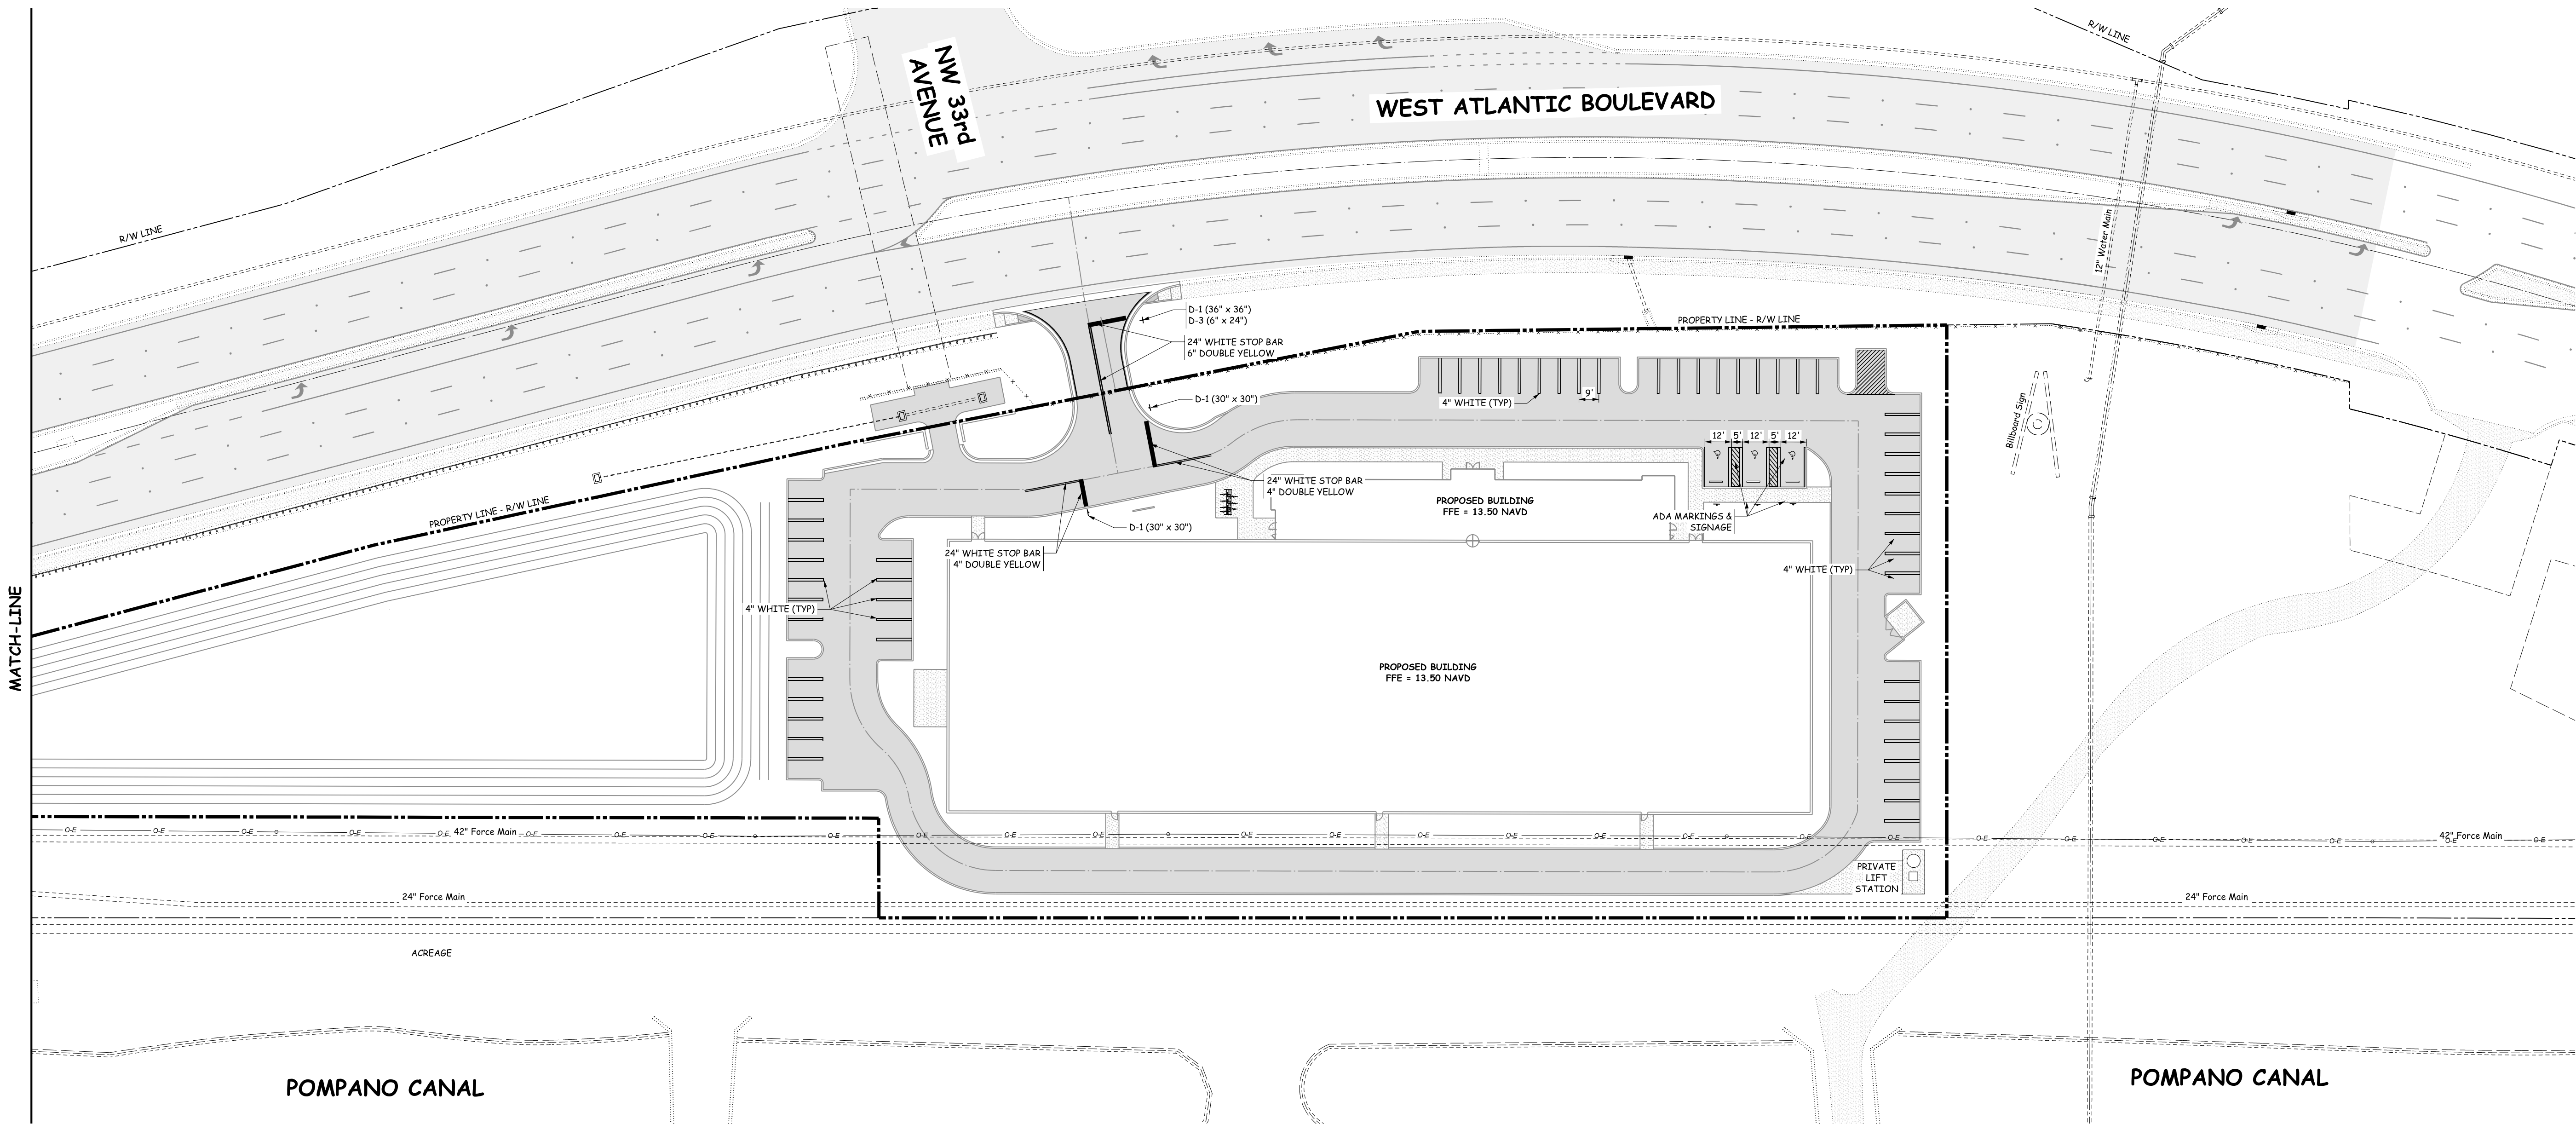 R/W LINE
NW 33rd
AVENUE
WEST ATLANTIC BOULEVARD
R/W LINE
12" Water Main
D-1 (36" x 36")
D-3 (6" x 24")
24" WHITE STOP BAR
6" DOUBLE YELLOW
PROPERTY LINE - R/W LINE
D-1 (30" x 30")
4" WHITE (TYP)
9'
12' 5' 12' 5' 12'
Billboard Sign
24" WHITE STOP BAR
4" DOUBLE YELLOW
PROPOSED BUILDING
FFE = 13.50 NAVD
ADA MARKINGS &
SIGNAGE
PROPERTY LINE - R/W LINE
D-1 (30" x 30")
24" WHITE STOP BAR
4" DOUBLE YELLOW
4" WHITE (TYP)
4" WHITE (TYP)
MATCH-LINE
PROPOSED BUILDING
FFE = 13.50 NAVD
O-E O-E O-E O-E O-E 42" Force Main O-E O-E O-E O-E O-E O-E O-E O-E O-E O-E O-E O-E O-E O-E O-E O-E O-E O-E O-E O-E 42" Force Main O-E O-E
PRIVATE
LIFT
STATION
24" Force Main
24" Force Main
ACREAGE
POMPANO CANAL
POMPANO CANAL